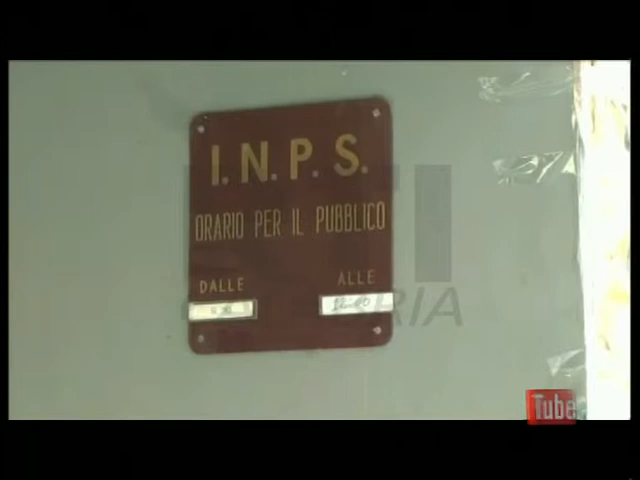 I.N.P.S.
ORARIO PER IL PUBBLICO
DALLE ALLE
Tube